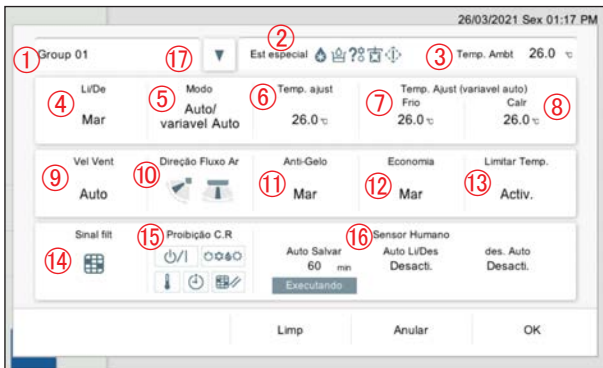 26/03/2021 Sex 01:17 PM
① Group 01 ⑰ ▼ Est especial ② ③ Temp. Ambt 26.0 °c
④ Li/De Mar
⑤ Modo Auto/ variavel Auto
⑥ Temp. ajust 26.0 °c
Temp. Ajust (variavel auto)
⑦ Frio 26.0 °c
Calr 26.0 °c ⑧
⑨ Vel Vent Auto
⑩ Direção Fluxo Ar
⑪ Anti-Gelo Mar
⑫ Economia Mar
⑬ Limitar Temp. Activ.
⑭ Sinal filt
⑮ Proibição C.R
⑯ Sensor Humano
Auto Salvar 60 min Executando
Auto Li/Des Desacti.
des. Auto Desacti.
Limp Anular OK